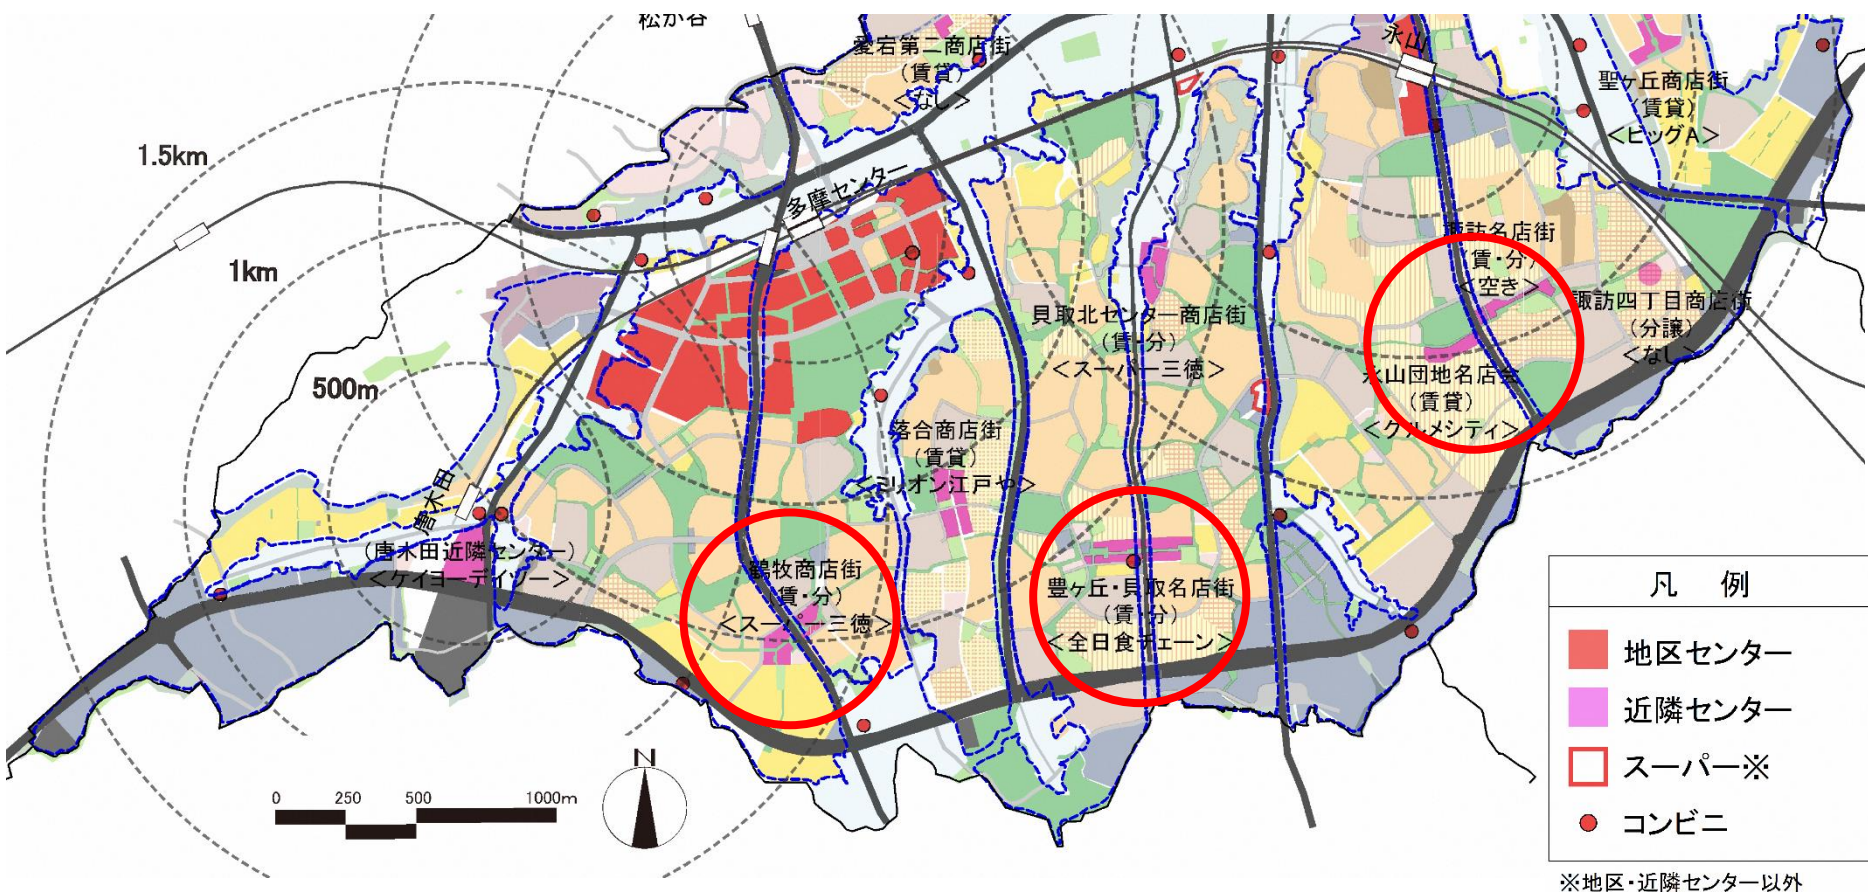 松が谷
愛宕第二商店街
(賃貸)
<なし>
永山
聖ヶ丘商店街
(賃貸)
<ビッグA>
1.5km
多摩センター
1km
諏訪名店街
(賃・分)
<空き>
諏訪四丁目商店街
(分譲)
<なし>
貝取北センター商店街
(賃・分)
<スーパー三徳>
500m
永山団地名店会
(賃貸)
<グルメシティ>
落合商店街
(賃貸)
<ミリオン江戸や>
唐木田
(唐木田近隣センター)
<ケイヨーデイツー>
鶴牧商店街
(賃・分)
<スーパー三徳>
豊ヶ丘・貝取名店街
(賃・分)
<全日食チェーン>
N
0 250 500 1000m
凡 例
地区センター
近隣センター
スーパー※
コンビニ
※地区・近隣センター以外